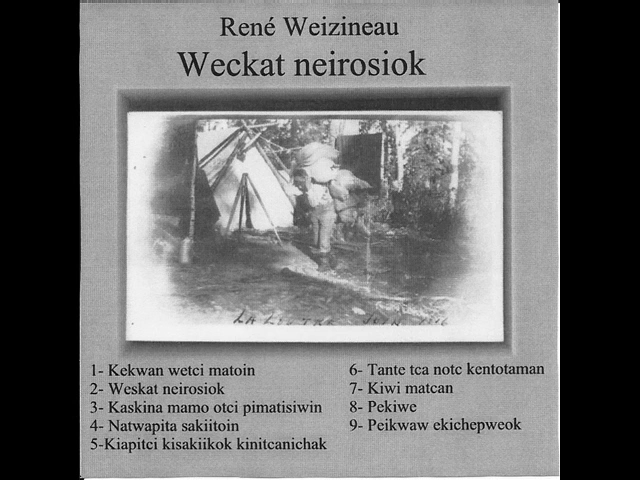 René Weizineau
Weckat neirosiok
1- Kekwan wetci matoin
2- Weskat neirosiok
3- Kaskina mamo otci pimatisiwin
4- Natwapita sakiitoin
5-Kiapitci kisakiikok kinitcanichak
6- Tante tca notc kentotaman
7- Kiwi matcan
8- Pekiwe
9- Peikwaw ekichepweok